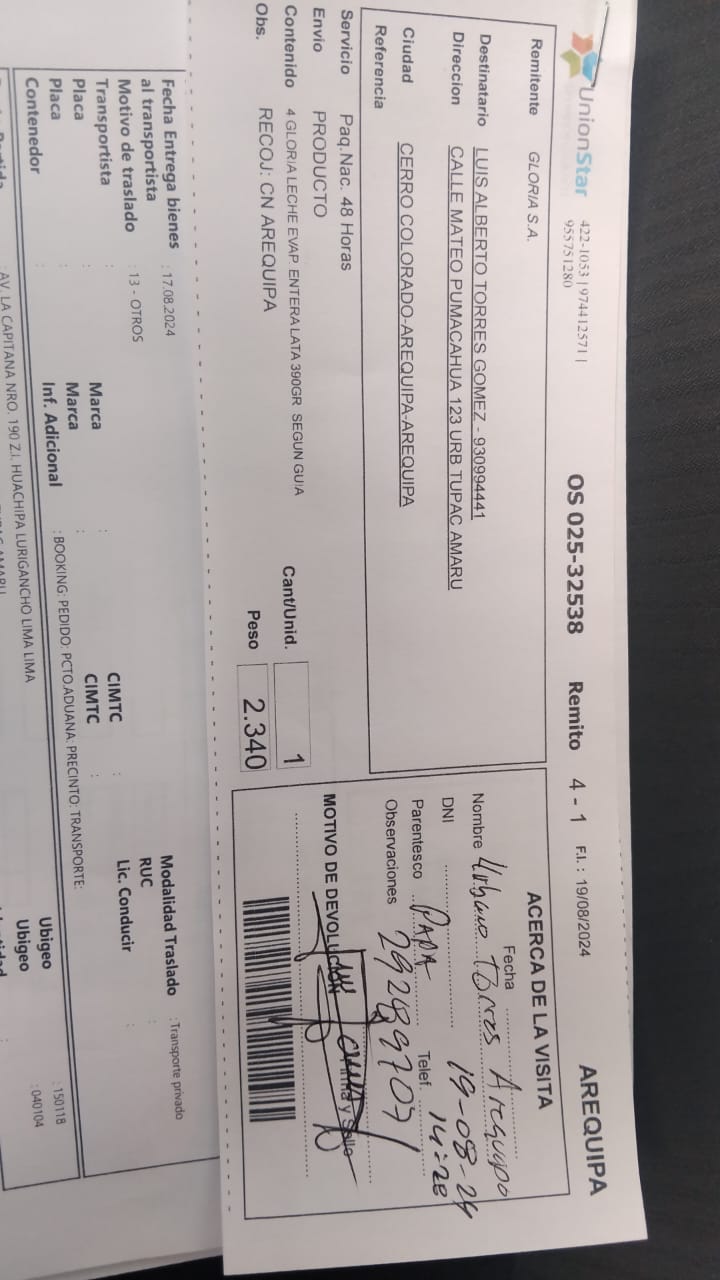 UnionStar 422-1053 | 974412571 | 955751280
OS 025-32538 Remito 4 - 1 F.I. : 19/08/2024 AREQUIPA
Remitente GLORIA S.A.
Destinatario LUIS ALBERTO TORRES GOMEZ - 930994441
Direccion CALLE MATEO PUMACAHUA 123 URB TUPAC AMARU
Ciudad CERRO COLORADO-AREQUIPA-AREQUIPA
Referencia
Servicio Paq.Nac. 48 Horas
Envio PRODUCTO
Contenido 4 GLORIA LECHE EVAP ENTERA LATA 390GR SEGUN GUIA
Cant/Unid. 1
Obs. RECOJ: CN AREQUIPA
Peso 2.340
ACERCA DE LA VISITA
Fecha 19-08-24
Nombre Urbano Torres
DNI 14:20
Parentesco PAPA Telef.
Observaciones
MOTIVO DE DEVOLUCIÓN
Firma y Sello
Fecha Entrega bienes al transportista : 17.08.2024
Modalidad Traslado : Transporte privado
Motivo de traslado : 13 - OTROS
RUC :
Transportista : Marca : CIMTC : Lic. Conducir :
Placa : Marca : CIMTC :
Placa : Inf. Adicional : BOOKING: PEDIDO: PCTO.ADUANA: PRECINTO: TRANSPORTE:
Contenedor :
: AV. LA CAPITANA NRO. 190 Z.I. HUACHIPA LURIGANCHO LIMA LIMA
Ubigeo : 150118
Ubigeo : 040104